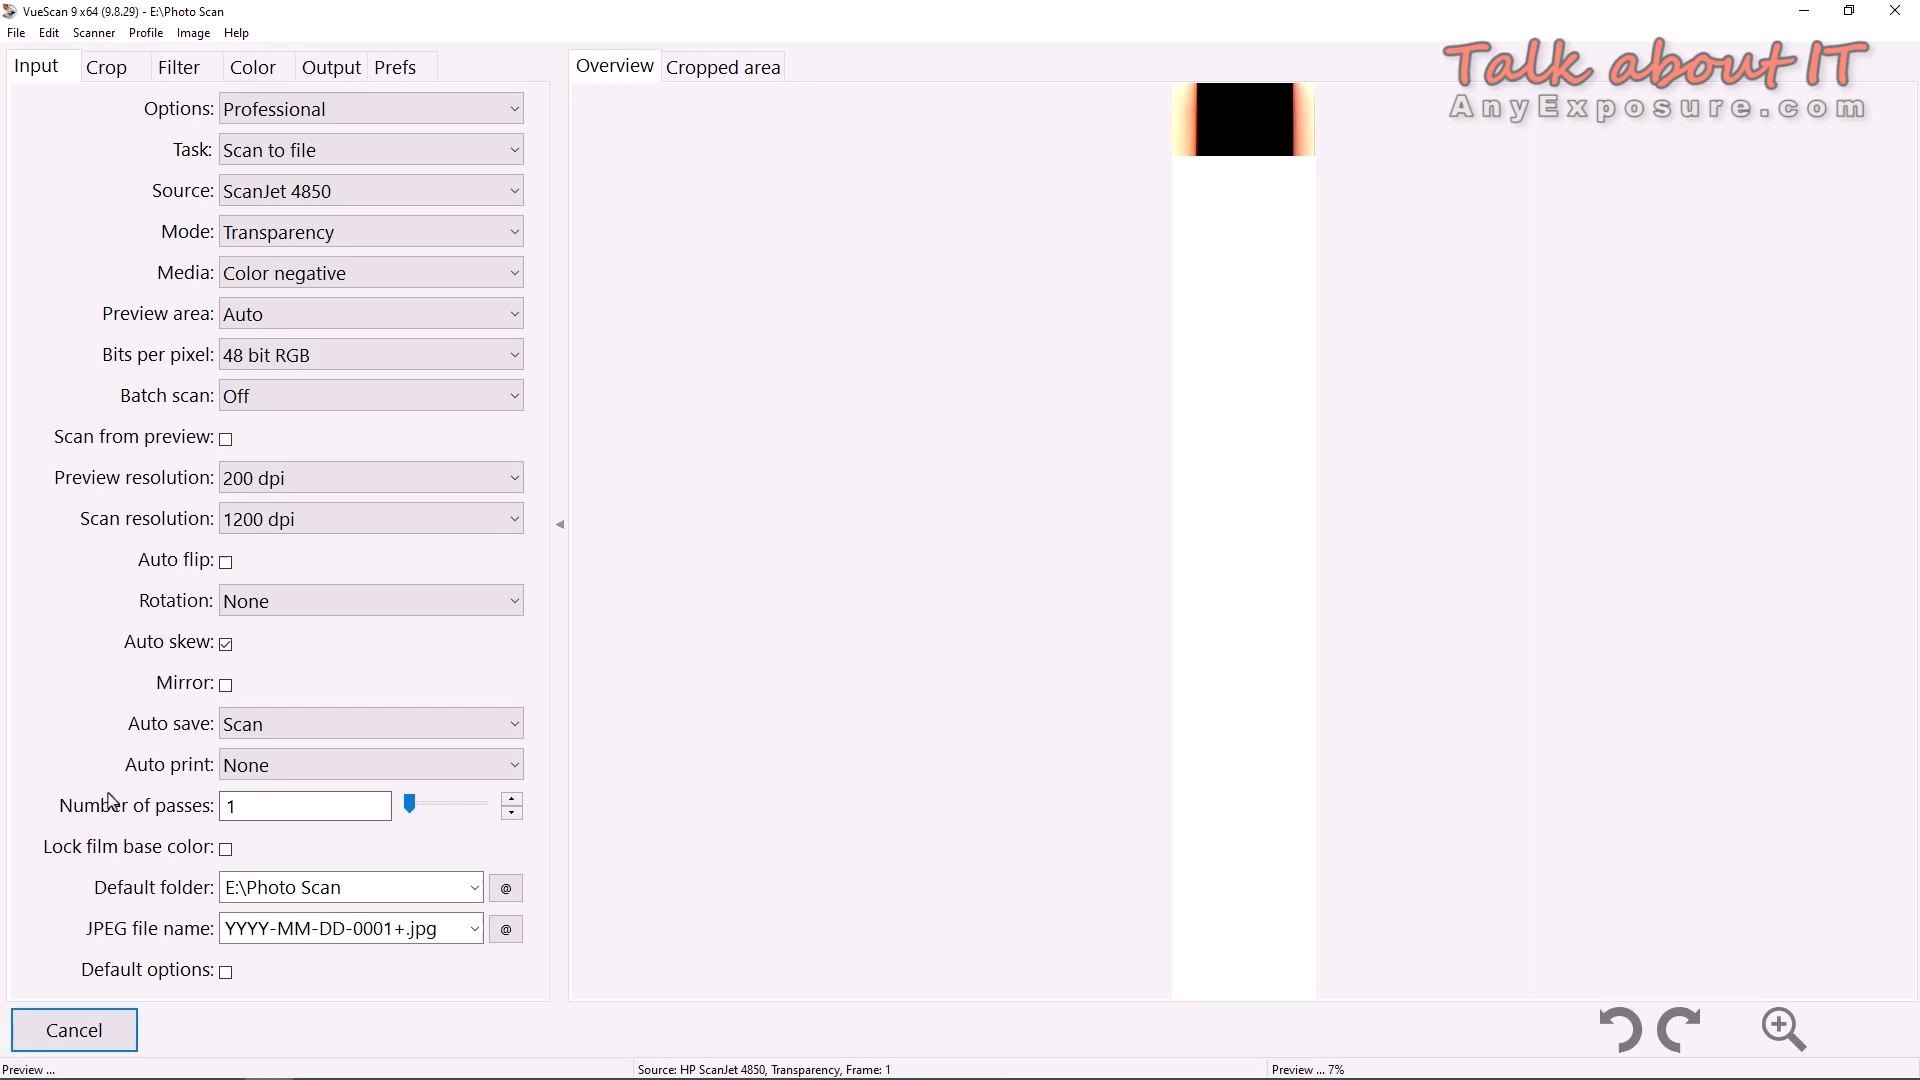 VueScan 9 x64 (9.8.29) - E:\Photo Scan
File Edit Scanner Profile Image Help
Input Crop Filter Color Output Prefs
Overview Cropped area
Talk about IT
AnyExposure.com
Options: Professional
Task: Scan to file
Source: ScanJet 4850
Mode: Transparency
Media: Color negative
Preview area: Auto
Bits per pixel: 48 bit RGB
Batch scan: Off
Scan from preview:
Preview resolution: 200 dpi
Scan resolution: 1200 dpi
Auto flip:
Rotation: None
Auto skew:
Mirror:
Auto save: Scan
Auto print: None
Number of passes: 1
Lock film base color:
Default folder: E:\Photo Scan @
JPEG file name: YYYY-MM-DD-0001+.jpg @
Default options:
Cancel
Preview ... Source: HP ScanJet 4850, Transparency, Frame: 1 Preview ... 7%